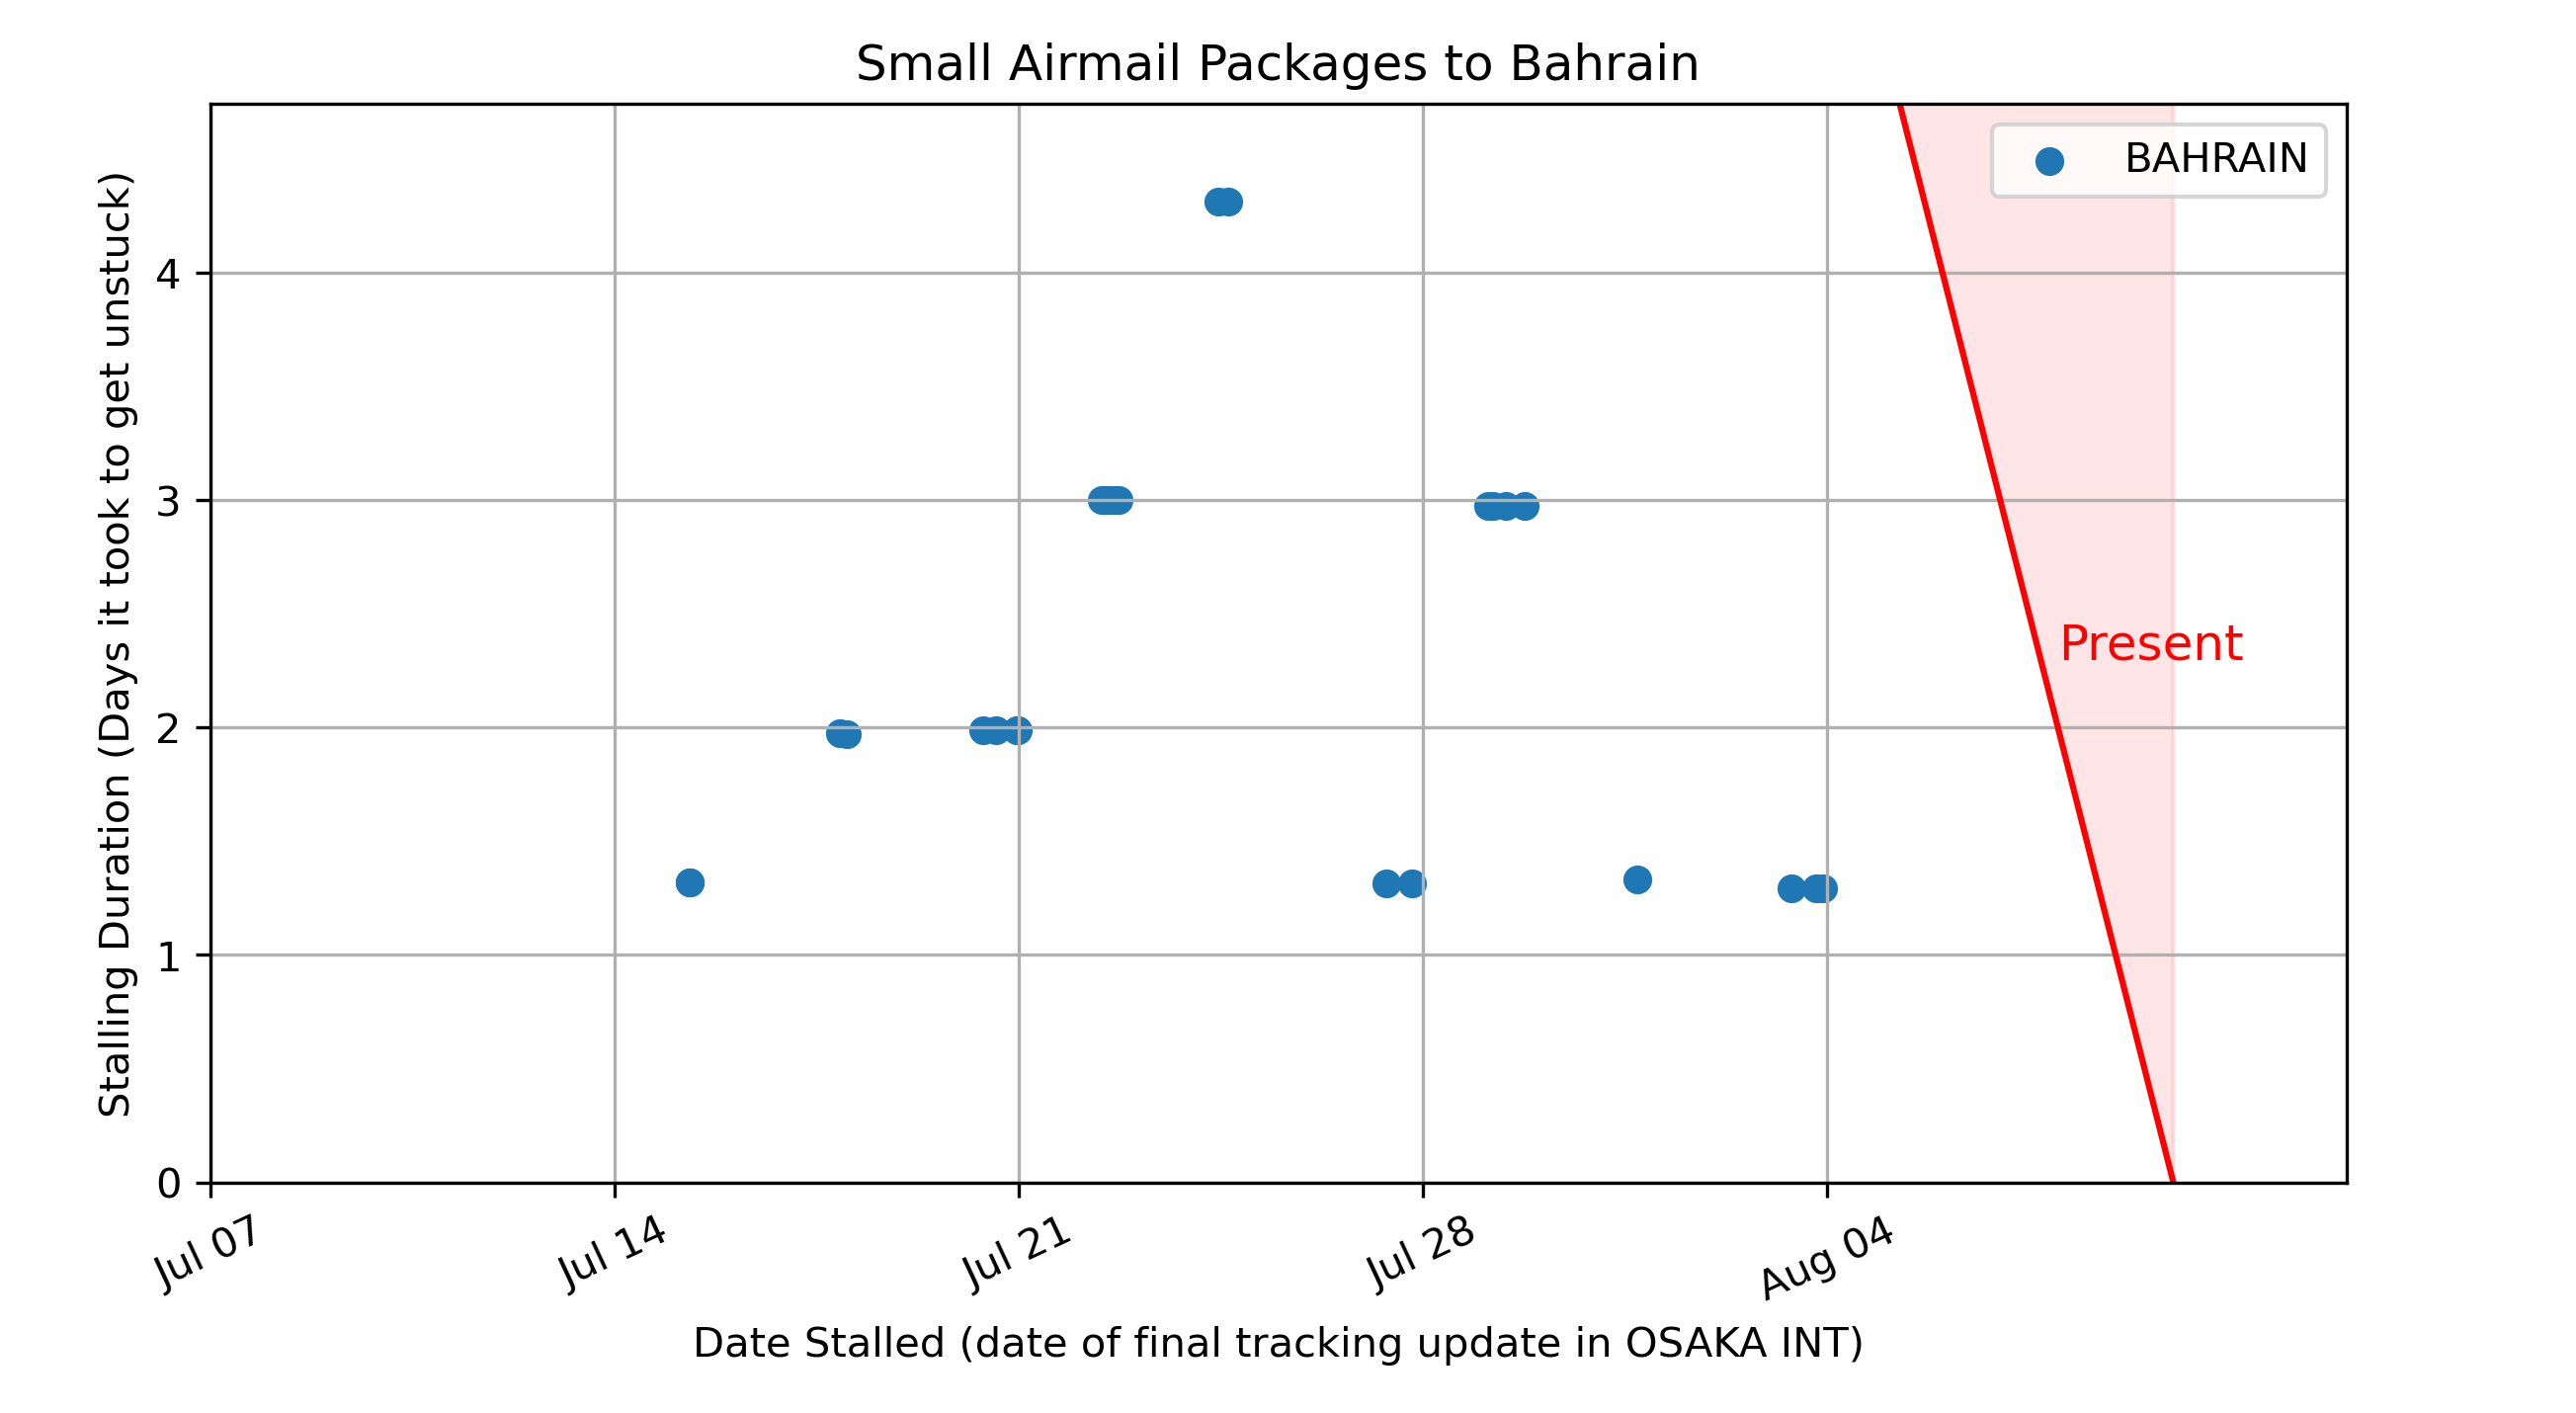 Small Airmail Packages to Bahrain
BAHRAIN
Stalling Duration (Days it took to get unstuck)
4
3
2
1
0
Present
Jul 07
Jul 14
Jul 21
Jul 28
Aug 04
Date Stalled (date of final tracking update in OSAKA INT)